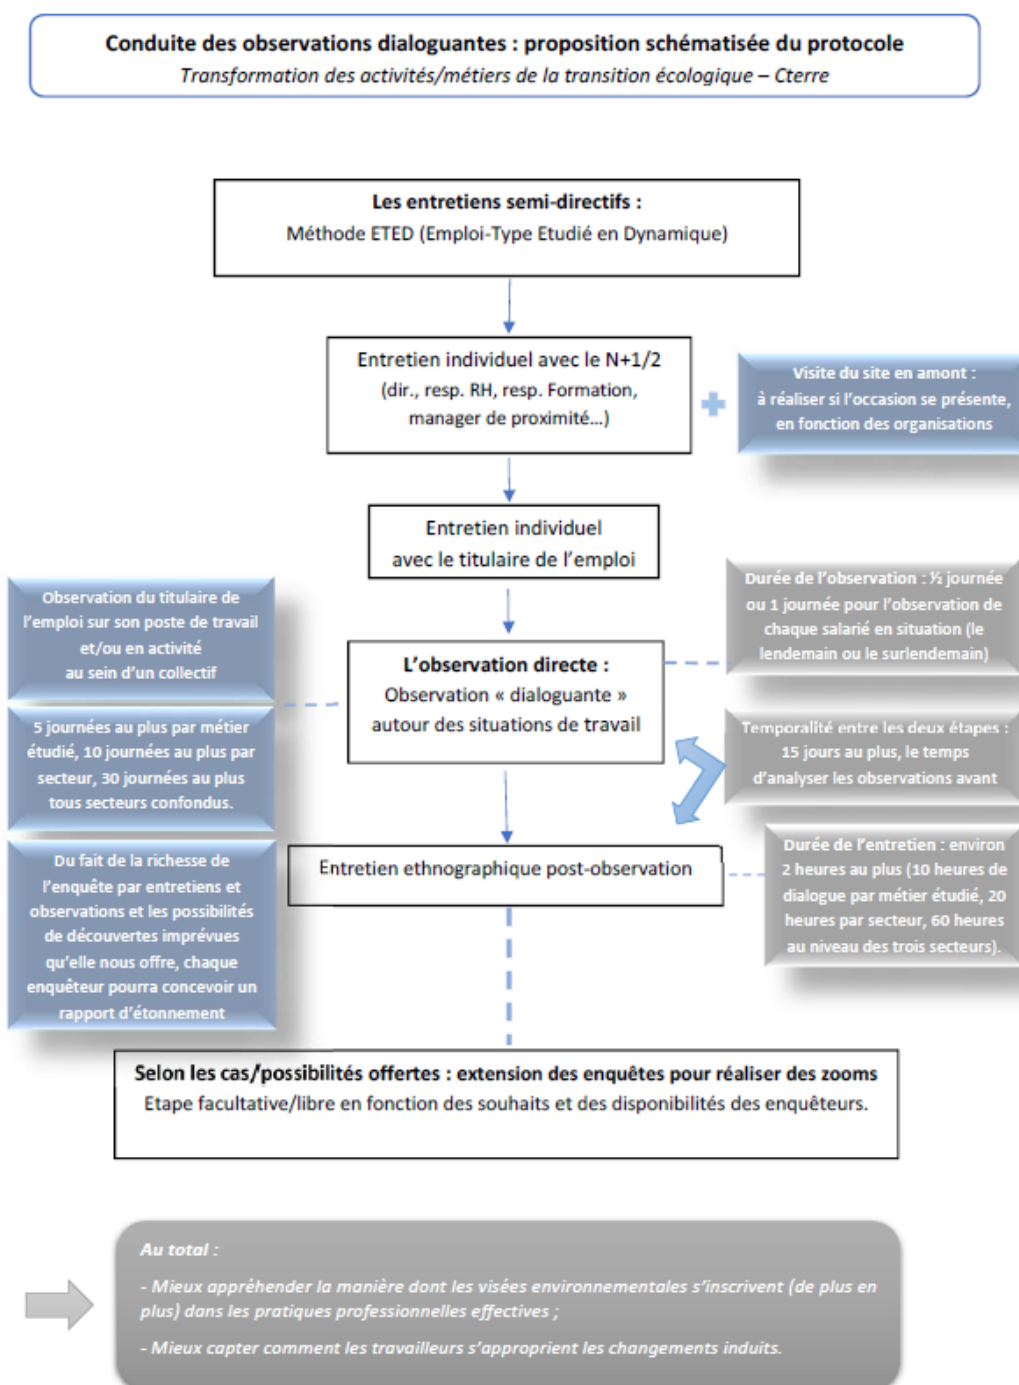 Conduite des observations dialoguantes : proposition schématisée du protocole
Transformation des activités/métiers de la transition écologique – Cterre
Les entretiens semi-directifs :
Méthode ETED (Emploi-Type Etudié en Dynamique)
Entretien individuel avec le N+1/2
(dir., resp. RH, resp. Formation,
manager de proximité…)
Visite du site en amont :
à réaliser si l'occasion se présente,
en fonction des organisations
Entretien individuel
avec le titulaire de l'emploi
Observation du titulaire de
l'emploi sur son poste de travail
et/ou en activité
au sein d'un collectif
Durée de l'observation : ½ journée
ou 1 journée pour l'observation de
chaque salarié en situation (le
lendemain ou le surlendemain)
L'observation directe :
Observation « dialoguante »
autour des situations de travail
5 journées au plus par métier
étudié, 10 journées au plus par
secteur, 30 journées au plus
tous secteurs confondus.
Temporalité entre les deux étapes :
15 jours au plus, le temps
d'analyser les observations avant
Du fait de la richesse de
l'enquête par entretiens et
observations et les possibilités
de découvertes imprévues
qu'elle nous offre, chaque
enquêteur pourra concevoir un
rapport d'étonnement
Entretien ethnographique post-observation
Durée de l'entretien : environ
2 heures au plus (10 heures de
dialogue par métier étudié, 20
heures par secteur, 60 heures
au niveau des trois secteurs).
Selon les cas/possibilités offertes : extension des enquêtes pour réaliser des zooms
Etape facultative/libre en fonction des souhaits et des disponibilités des enquêteurs.
Au total :
- Mieux appréhender la manière dont les visées environnementales s'inscrivent (de plus en
plus) dans les pratiques professionnelles effectives ;
- Mieux capter comment les travailleurs s'approprient les changements induits.